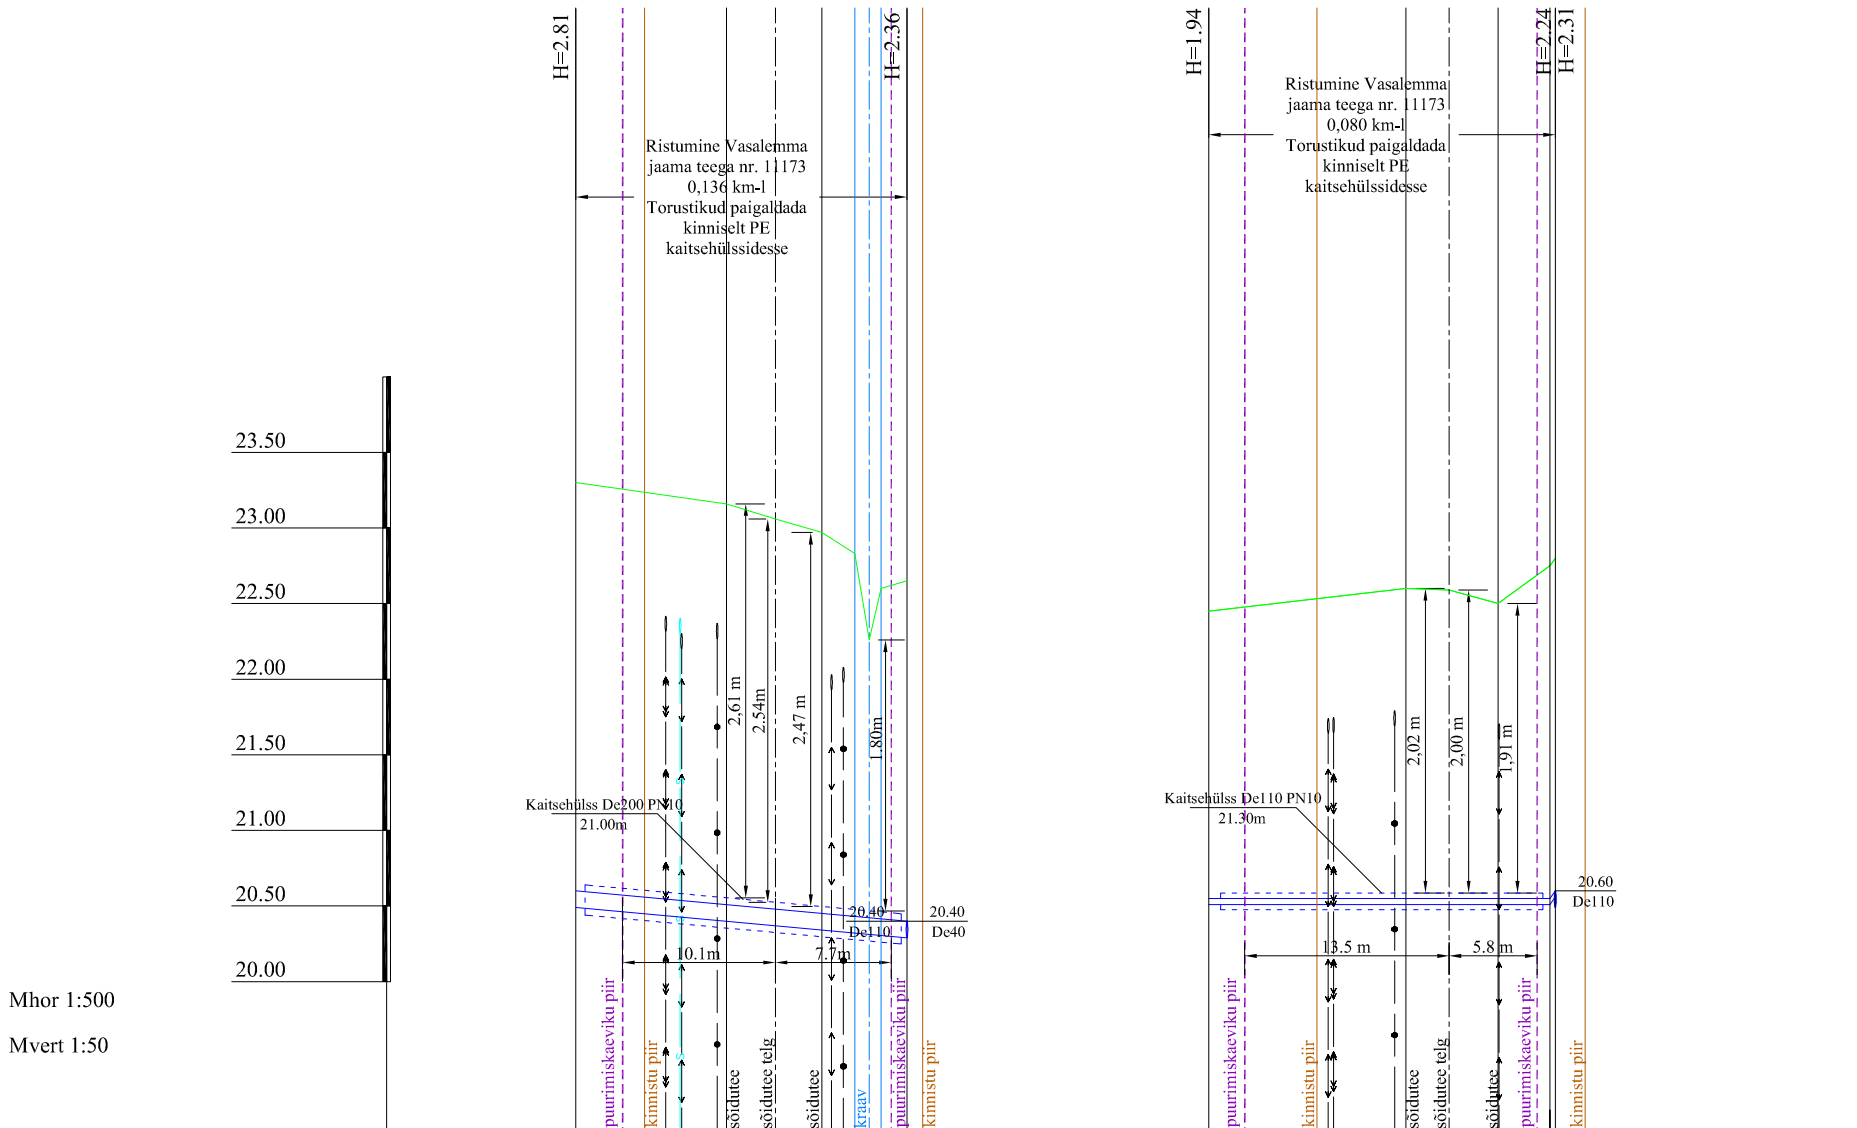 H=2.81
H=2.36
H=1.94
H=2.24
H=2.31
Ristumine Vasalemma
jaama teega nr. 11173
0,136 km-l
Torustikud paigaldada
kinniselt PE
kaitsehülssidesse
Ristumine Vasalemma
jaama teega nr. 11173
0,080 km-l
Torustikud paigaldada
kinniselt PE
kaitsehülssidesse
23.50
23.00
22.50
22.00
21.50
21.00
20.50
20.00
Mhor 1:500
Mvert 1:50
2,61 m
2.54m
2,47 m
1.80m
Kaitsehülss De200 PN10
21.00m
20.40
De110
20.40
De40
10.1m
7.7m
puurimiskaeviku piir
kinnistu piir
S
S
S
sõidutee
sõidutee telg
sõidutee
kraav
puurimiskaeviku piir
kinnistu piir
2,02 m
2,00 m
1,91 m
Kaitsehülss De110 PN10
21.30m
20.60
De110
13.5 m
5.8 m
puurimiskaeviku piir
kinnistu piir
sõidutee
sõidutee telg
sõidutee
puurimiskaeviku piir
kinnistu piir